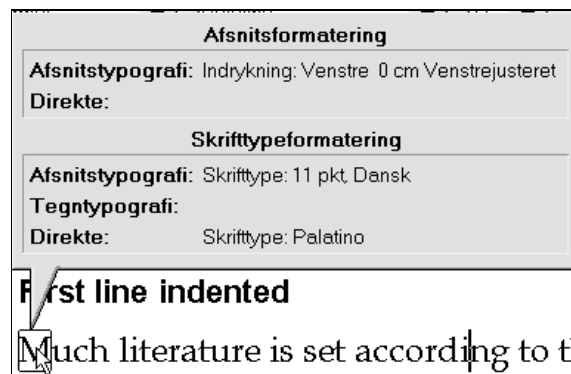 Afsnitsformatering
Afsnitstypografi: Indrykning: Venstre 0 cm Venstrejusteret
Direkte:
Skrifttypeformatering
Afsnitstypografi: Skrifttype: 11 pkt, Dansk
Tegntypografi:
Direkte: Skrifttype: Palatino
First line indented
Much literature is set according to